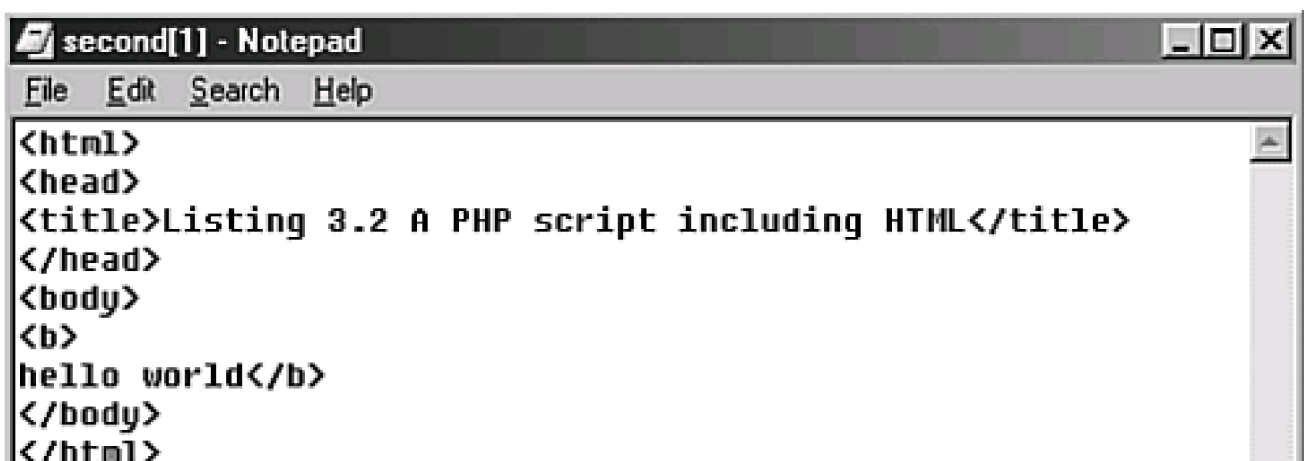 second[1] - Notepad
File Edit Search Help
<html>
<head>
<title>Listing 3.2 A PHP script including HTML</title>
</head>
<body>
<b>
hello world</b>
</body>
</html>